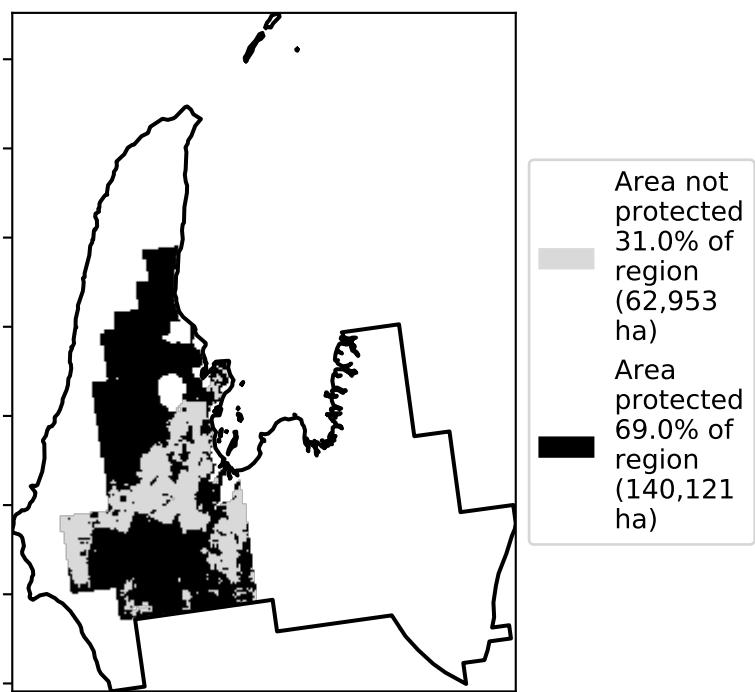 Area not
protected
31.0% of
region
(62,953
ha)
Area
protected
69.0% of
region
(140,121
ha)